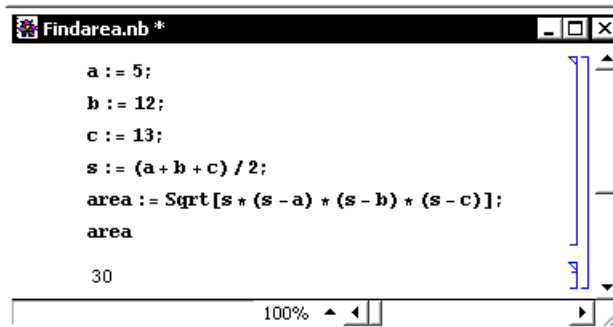 Findarea.nb *
a := 5;
b := 12;
c := 13;
s := (a + b + c) / 2;
area := Sqrt[s * (s - a) * (s - b) * (s - c)];
area
30
100%